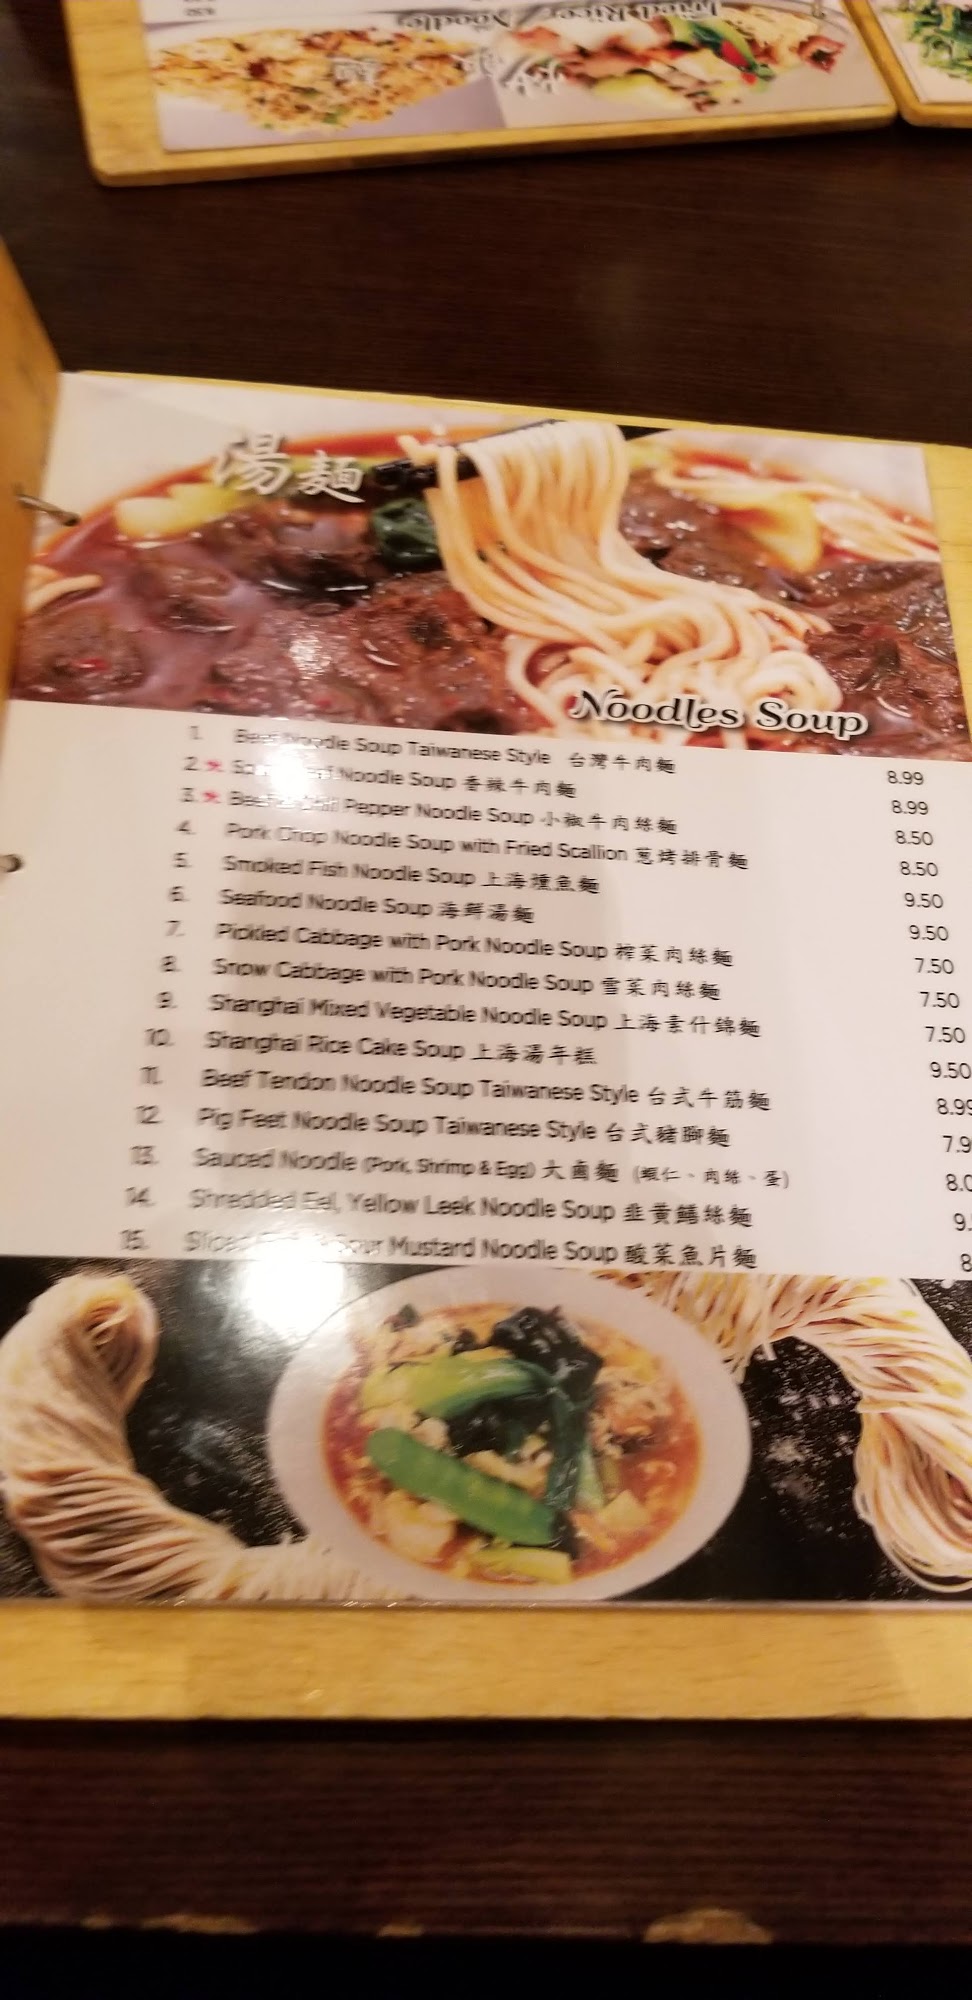 Fried Rice / Noodle
湯麵
Noodles Soup
1. Beef Noodle Soup Taiwanese Style 台灣牛肉麵 8.99
2. Noodle Soup 香辣牛肉麵 8.99
3. Beef Pepper Noodle Soup 小椒牛肉絲麵 8.50
4. Pork Chop Noodle Soup with Fried Scallion 蔥烤排骨麵 8.50
5. Smoked Fish Noodle Soup 上海燻魚麵 9.50
6. Seafood Noodle Soup 海鮮湯麵 9.50
7. Pickled Cabbage with Pork Noodle Soup 榨菜肉絲麵 7.50
8. Snow Cabbage with Pork Noodle Soup 雪菜肉絲麵 7.50
9. Shanghai Mixed Vegetable Noodle Soup 上海素什錦麵 7.50
10. Shanghai Rice Cake Soup 上海湯年糕 9.50
11. Beef Tendon Noodle Soup Taiwanese Style 台式牛筋麵 8.99
12. Pig Feet Noodle Soup Taiwanese Style 台式豬腳麵 7.9
13. Sauced Noodle (Pork, Shrimp & Egg) 大鹵麵 (蝦仁、肉絲、蛋) 8.0
14. Shredded Eel, Yellow Leek Noodle Soup 韭黃鱔絲麵 9.
15. Sliced Sour Mustard Noodle Soup 酸菜魚片麵 8